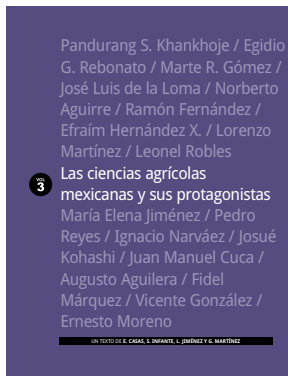 Pandurang S. Khankhoje / Egidio
G. Rebonato / Marte R. Gómez /
José Luis de la Loma / Norberto
Aguirre / Ramón Fernández /
Efraím Hernández X. / Lorenzo
Martínez / Leonel Robles
VOL
3
Las ciencias agrícolas
mexicanas y sus protagonistas
María Elena Jiménez / Pedro
Reyes / Ignacio Narváez / Josué
Kohashi / Juan Manuel Cuca /
Augusto Aguilera / Fidel
Márquez / Vicente González /
Ernesto Moreno
UN TEXTO DE E. CASAS, S. INFANTE, L. JIMÉNEZ Y G. MARTÍNEZ